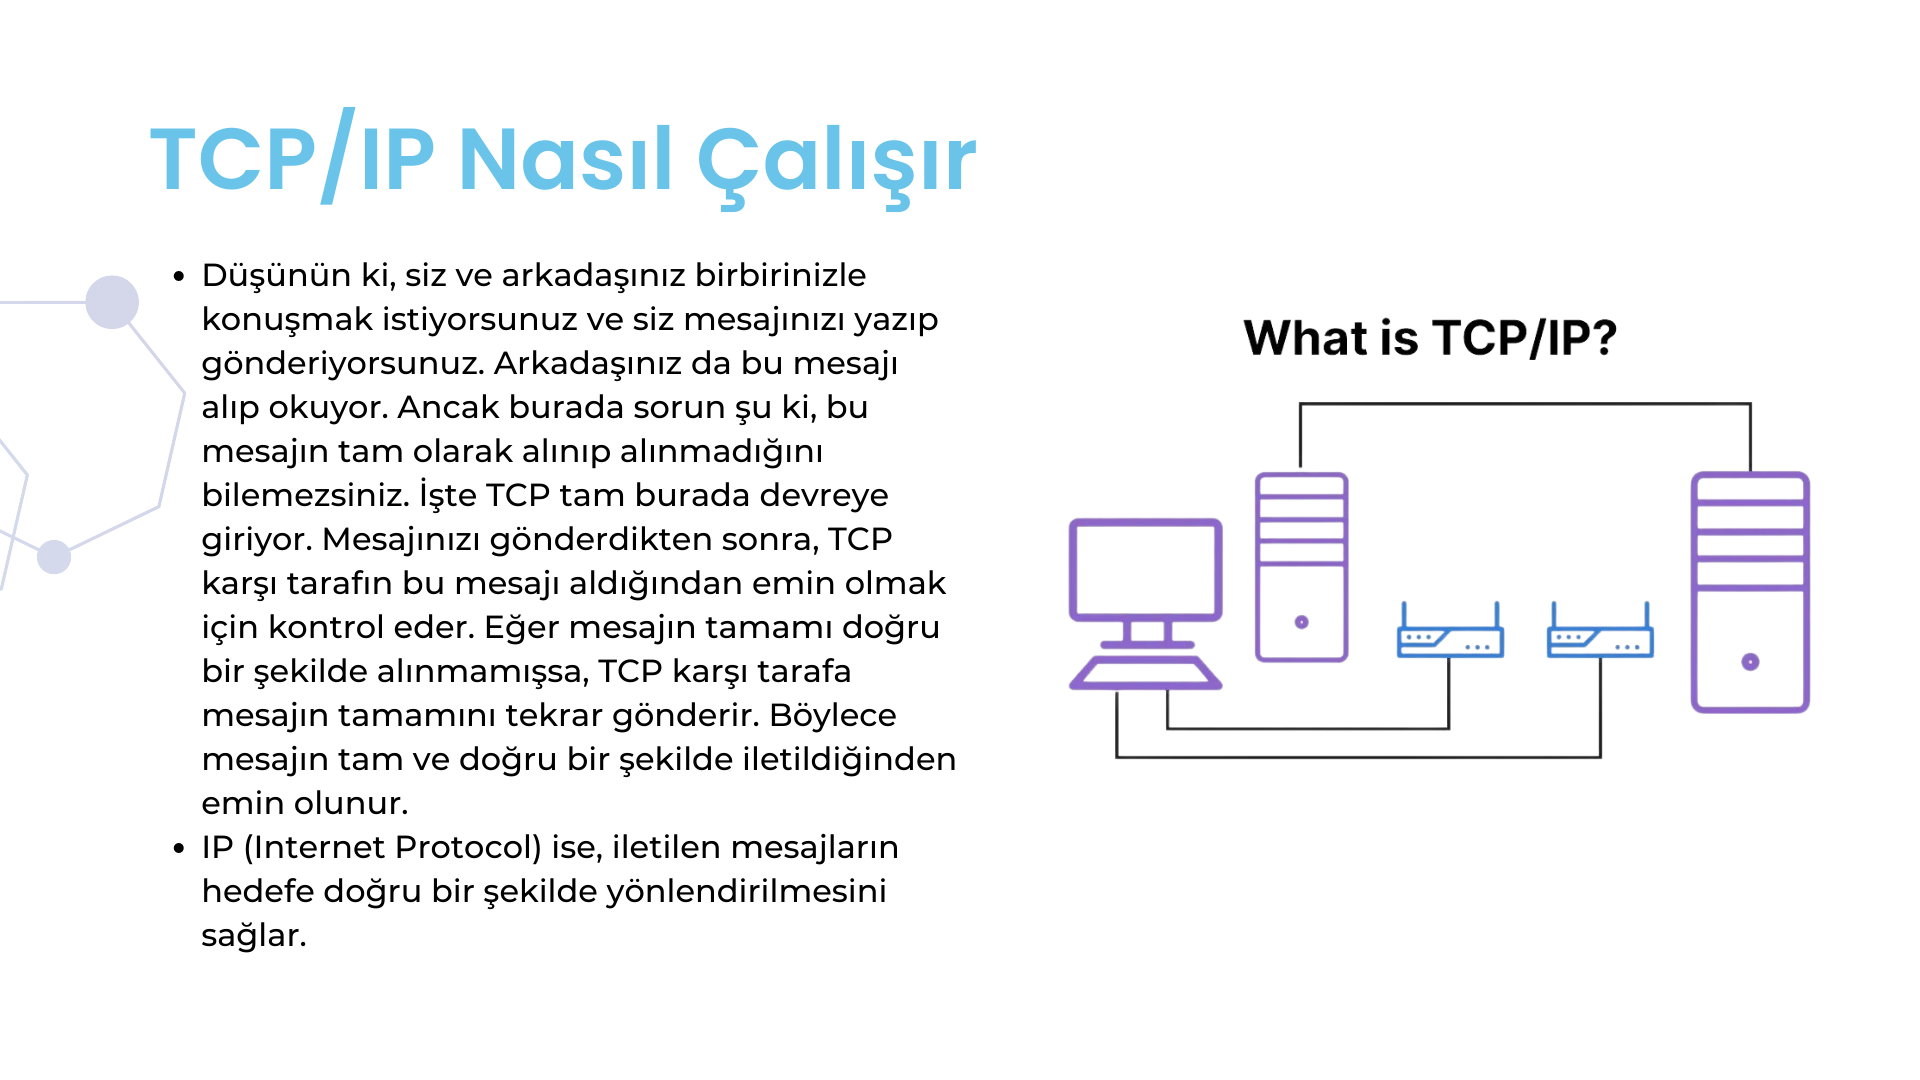 TCP/IP Nasıl Çalışır
• Düşünün ki, siz ve arkadaşınız birbirinizle
konuşmak istiyorsunuz ve siz mesajınızı yazıp
gönderiyorsunuz. Arkadaşınız da bu mesajı
alıp okuyor. Ancak burada sorun şu ki, bu
mesajın tam olarak alınıp alınmadığını
bilemezsiniz. İşte TCP tam burada devreye
giriyor. Mesajınızı gönderdikten sonra, TCP
karşı tarafın bu mesajı aldığından emin olmak
için kontrol eder. Eğer mesajın tamamı doğru
bir şekilde alınmamışsa, TCP karşı tarafa
mesajın tamamını tekrar gönderir. Böylece
mesajın tam ve doğru bir şekilde iletildiğinden
emin olunur.
• IP (Internet Protocol) ise, iletilen mesajların
hedefe doğru bir şekilde yönlendirilmesini
sağlar.
What is TCP/IP?